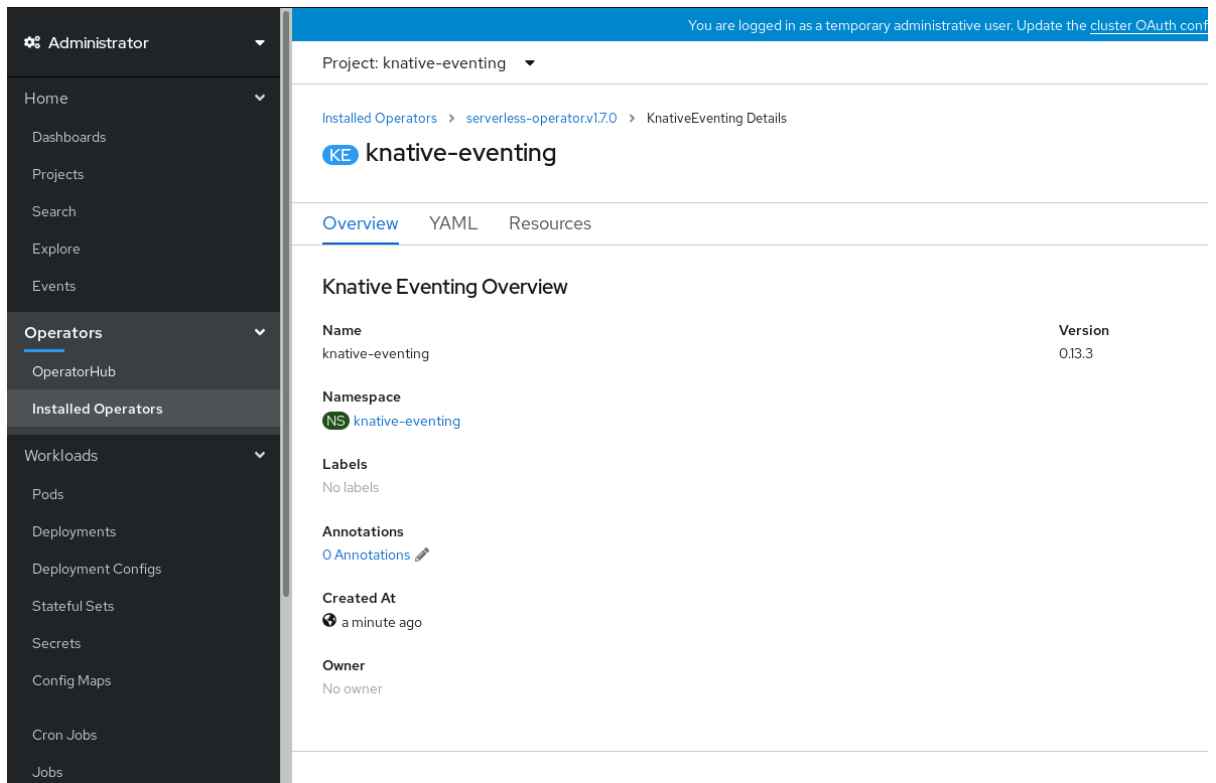 You are logged in as a temporary administrative user. Update the cluster OAuth conf
Administrator
Home
Dashboards
Projects
Search
Explore
Events
Operators
OperatorHub
Installed Operators
Workloads
Pods
Deployments
Deployment Configs
Stateful Sets
Secrets
Config Maps
Cron Jobs
Jobs
Project: knative-eventing
Installed Operators > serverless-operator.v1.7.0 > KnativeEventing Details
KE knative-eventing
Overview YAML Resources
Knative Eventing Overview
Name
knative-eventing
Version
0.13.3
Namespace
NS knative-eventing
Labels
No labels
Annotations
0 Annotations
Created At
a minute ago
Owner
No owner